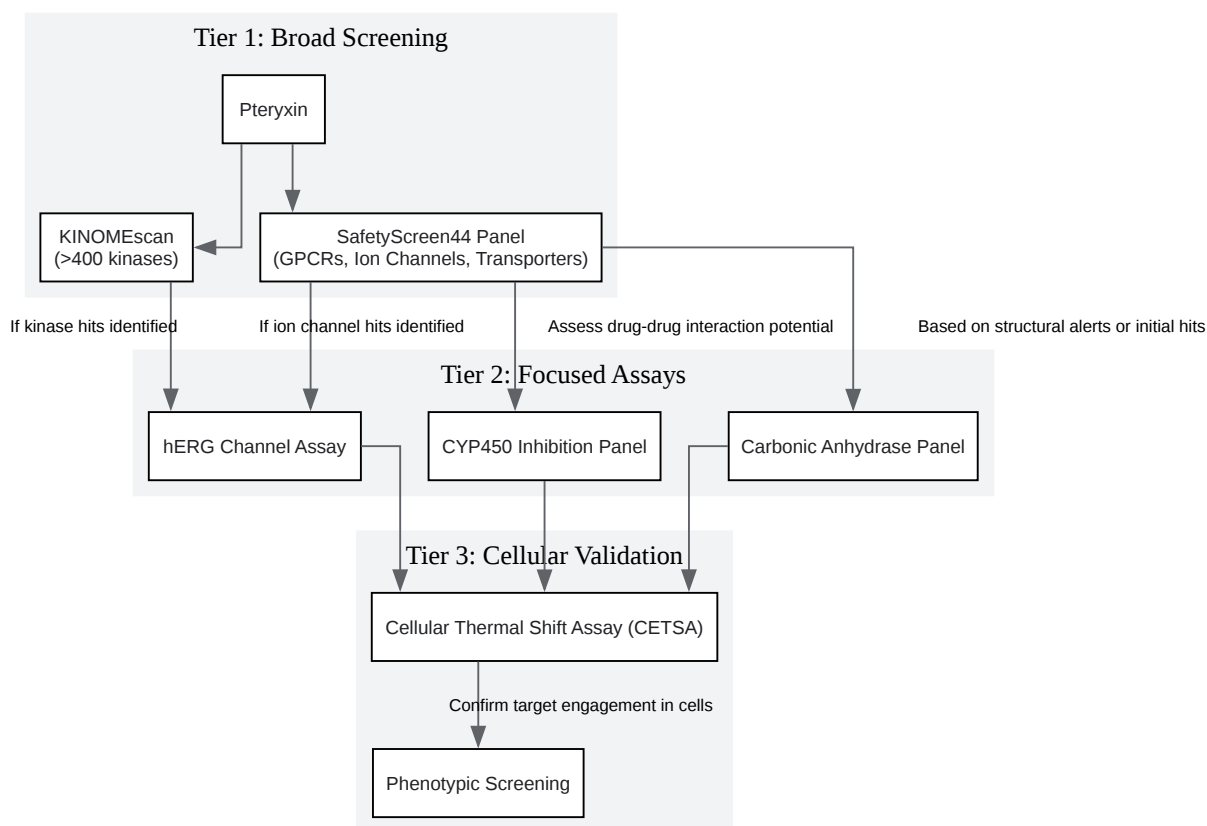 Tier 1: Broad Screening
Pteryxin
KINOMEscan
(>400 kinases)
SafetyScreen44 Panel
(GPCRs, Ion Channels, Transporters)
If kinase hits identified
If ion channel hits identified
Assess drug-drug interaction potential
Based on structural alerts or initial hits
Tier 2: Focused Assays
hERG Channel Assay
CYP450 Inhibition Panel
Carbonic Anhydrase Panel
Tier 3: Cellular Validation
Cellular Thermal Shift Assay (CETSA)
Confirm target engagement in cells
Phenotypic Screening